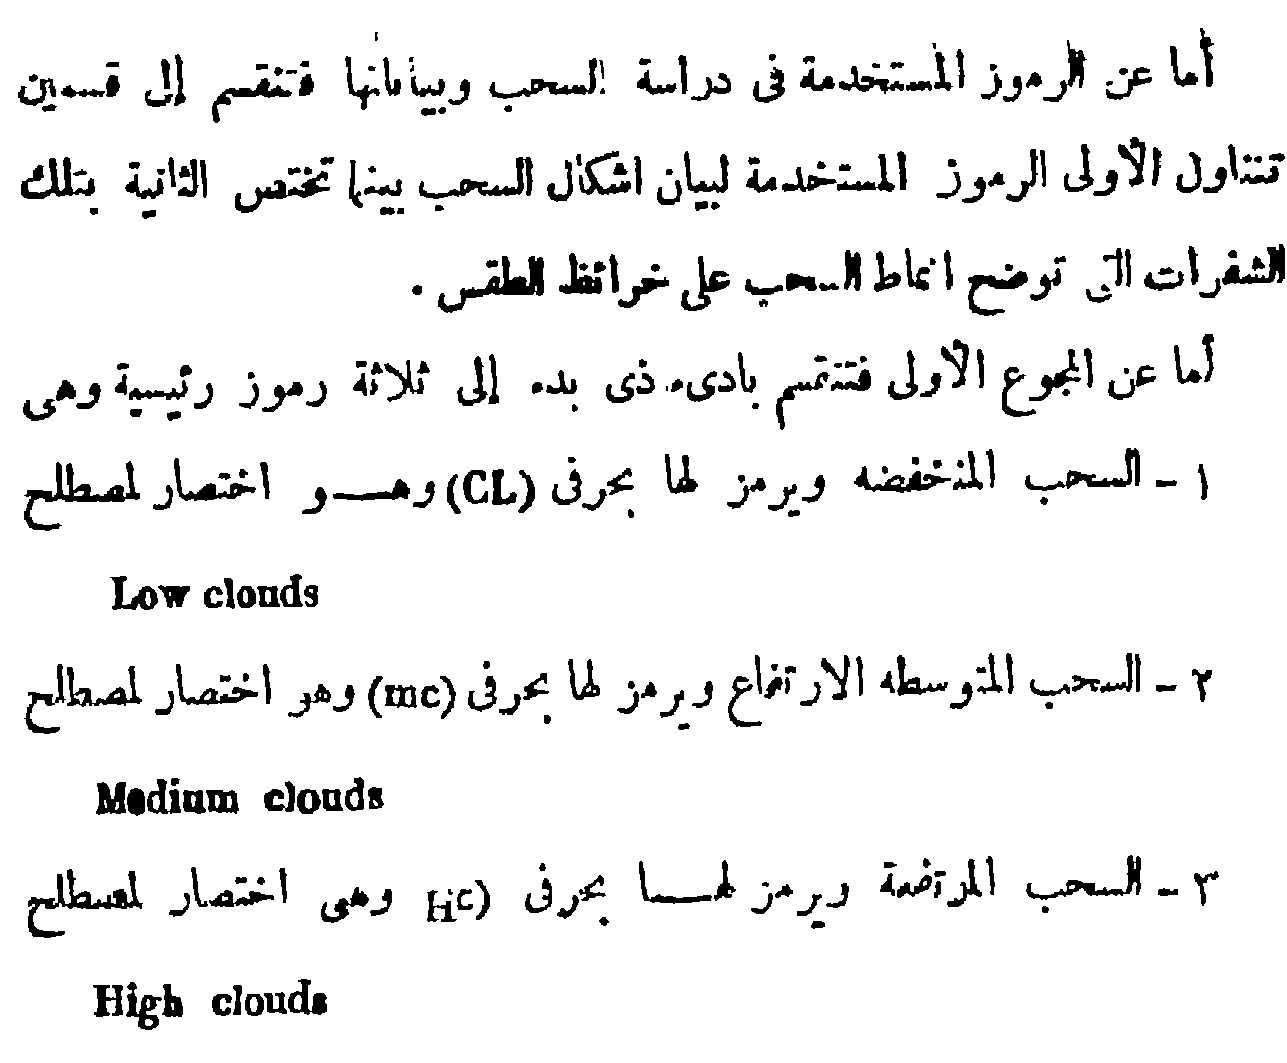 أما عن الرموز المستخدمة فى دراسة السحب وبياناتها فتنقسم إلى قسمين
تتناول الأولى الرموز المستخدمة لبيان اشكال السحب بينما تختص الثانية بتلك
الشفرات التى توضح انماط السحب على خرائط الطقس .
أما عن المجموع الأولى فتنقسم بادىء ذى بدء إلى ثلاثة رموز رئيسية وهى
١ - السحب المنخفضه ويرمز لها بحرفى (CL) وهــو اختصار لمصطلح
Low clouds
٢ - السحب المتوسطه الارتفاع ويرمز لها بحرفى (mc) وهو اختصار لمصطلح
Medium clouds
٣ - السحب المرتفعة ويرمز لهــا بحرفى (Hc وهى اختصار لمصطلح
High clouds